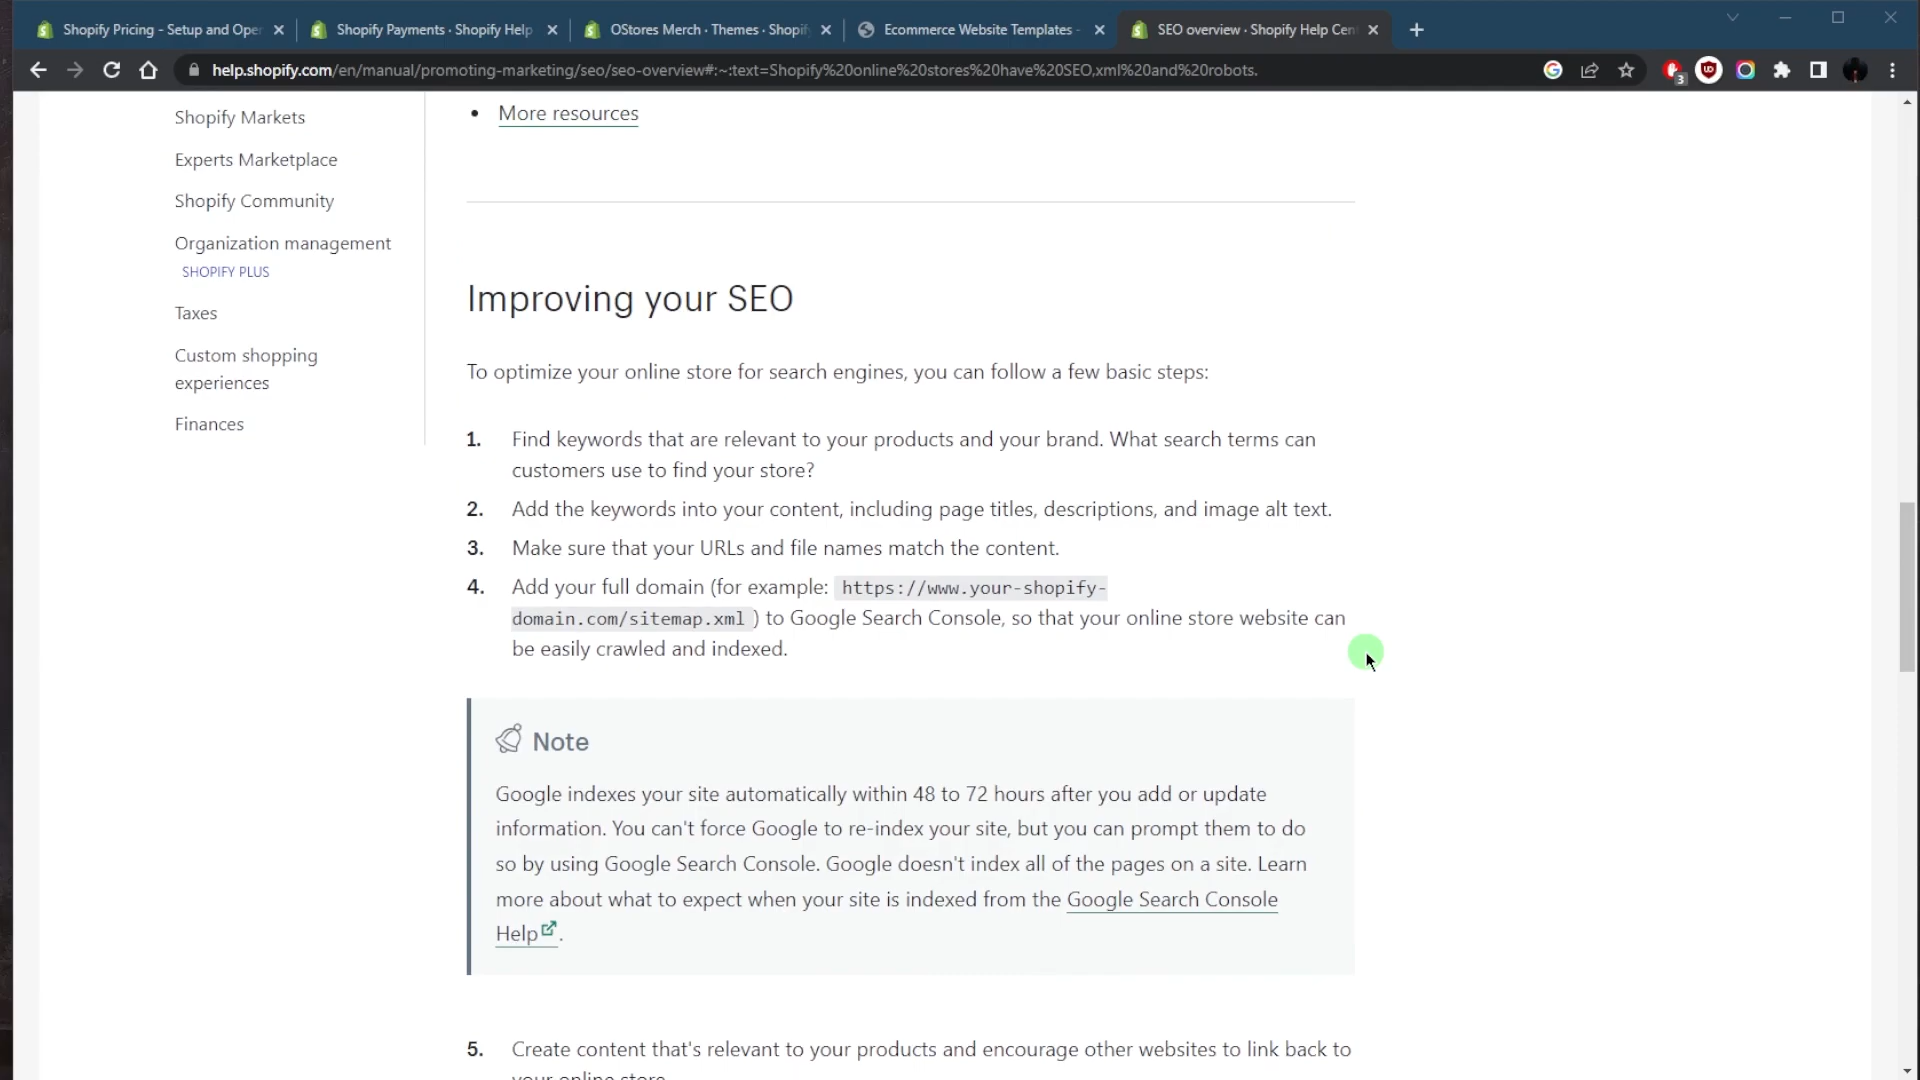 Shopify Pricing - Setup and Oper
Shopify Payments · Shopify Help
OStores Merch · Themes · Shopify
Ecommerce Website Templates -
SEO overview · Shopify Help Cent
help.shopify.com/en/manual/promoting-marketing/seo/seo-overview#:~:text=Shopify%20online%20stores%20have%20SEO,xml%20and%20robots.
3
Shopify Markets
Experts Marketplace
Shopify Community
Organization management
SHOPIFY PLUS
Taxes
Custom shopping
experiences
Finances
• More resources
Improving your SEO
To optimize your online store for search engines, you can follow a few basic steps:
1. Find keywords that are relevant to your products and your brand. What search terms can
customers use to find your store?
2. Add the keywords into your content, including page titles, descriptions, and image alt text.
3. Make sure that your URLs and file names match the content.
4. Add your full domain (for example: https://www.your-shopify-
domain.com/sitemap.xml ) to Google Search Console, so that your online store website can
be easily crawled and indexed.
Note
Google indexes your site automatically within 48 to 72 hours after you add or update
information. You can't force Google to re-index your site, but you can prompt them to do
so by using Google Search Console. Google doesn't index all of the pages on a site. Learn
more about what to expect when your site is indexed from the Google Search Console
Help.
5. Create content that's relevant to your products and encourage other websites to link back to
your online store.